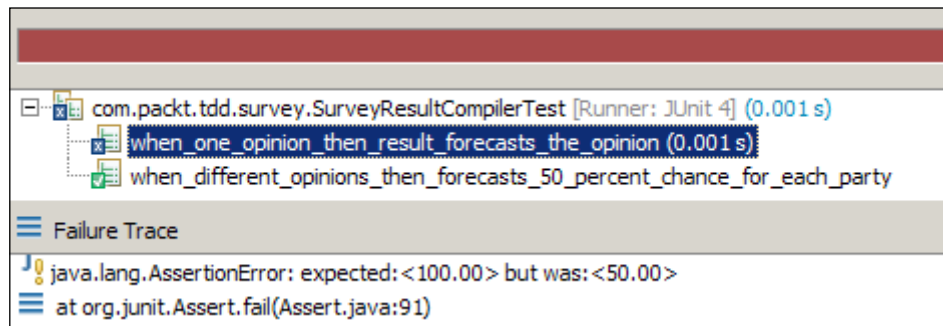 com.packt.tdd.survey.SurveyResultCompilerTest [Runner: JUnit 4] (0.001 s)
when_one_opinion_then_result_forecasts_the_opinion (0.001 s)
when_different_opinions_then_forecasts_50_percent_chance_for_each_party
Failure Trace
java.lang.AssertionError: expected:<100.00> but was:<50.00>
at org.junit.Assert.fail(Assert.java:91)